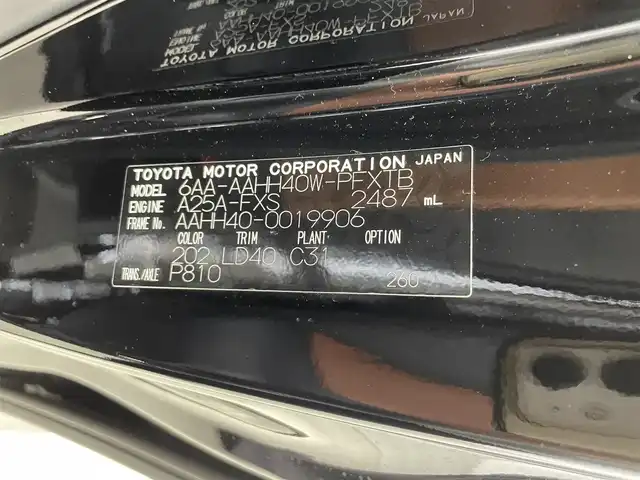 TOYOTA MOTOR CORPORATION JAPAN
MODEL 6AA-AAHH40W-PFXTB
ENGINE A25A-FXS 2487 mL
FRAME No. AAHH40-0019906
COLOR TRIM PLANT OPTION
202 LD40 C31
TRANS./AXLE P810 260